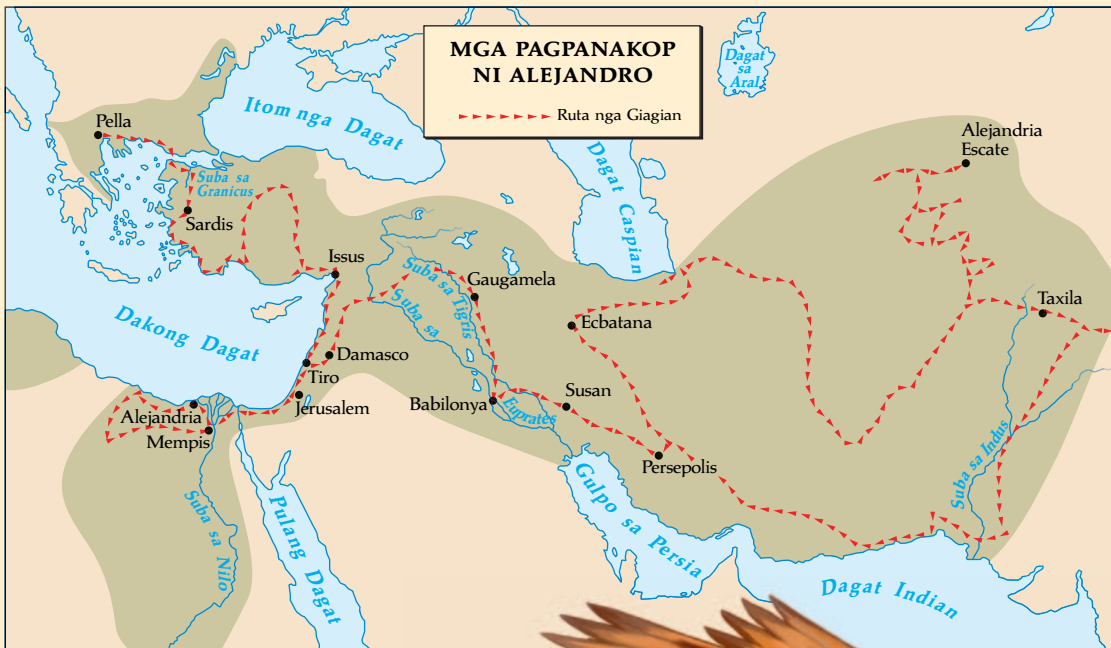 MGA PAGPANAKOP
NI ALEJANDRO
Ruta nga Giagian
Dagat
sa
Aral
Itom nga Dagat
Dagat Caspian
Pella
Suba sa
Granicus
Sardis
Alejandria
Escate
Issus
Suba sa Tigris
Gaugamela
Suba sa
Euprates
Ecbatana
Taxila
Dakong Dagat
Damasco
Tiro
Jerusalem
Alejandria
Mempis
Babilonya
Susan
Persepolis
Suba sa Indus
Suba sa Nilo
Pulang Dagat
Gulpo sa Persia
Dagat Indian